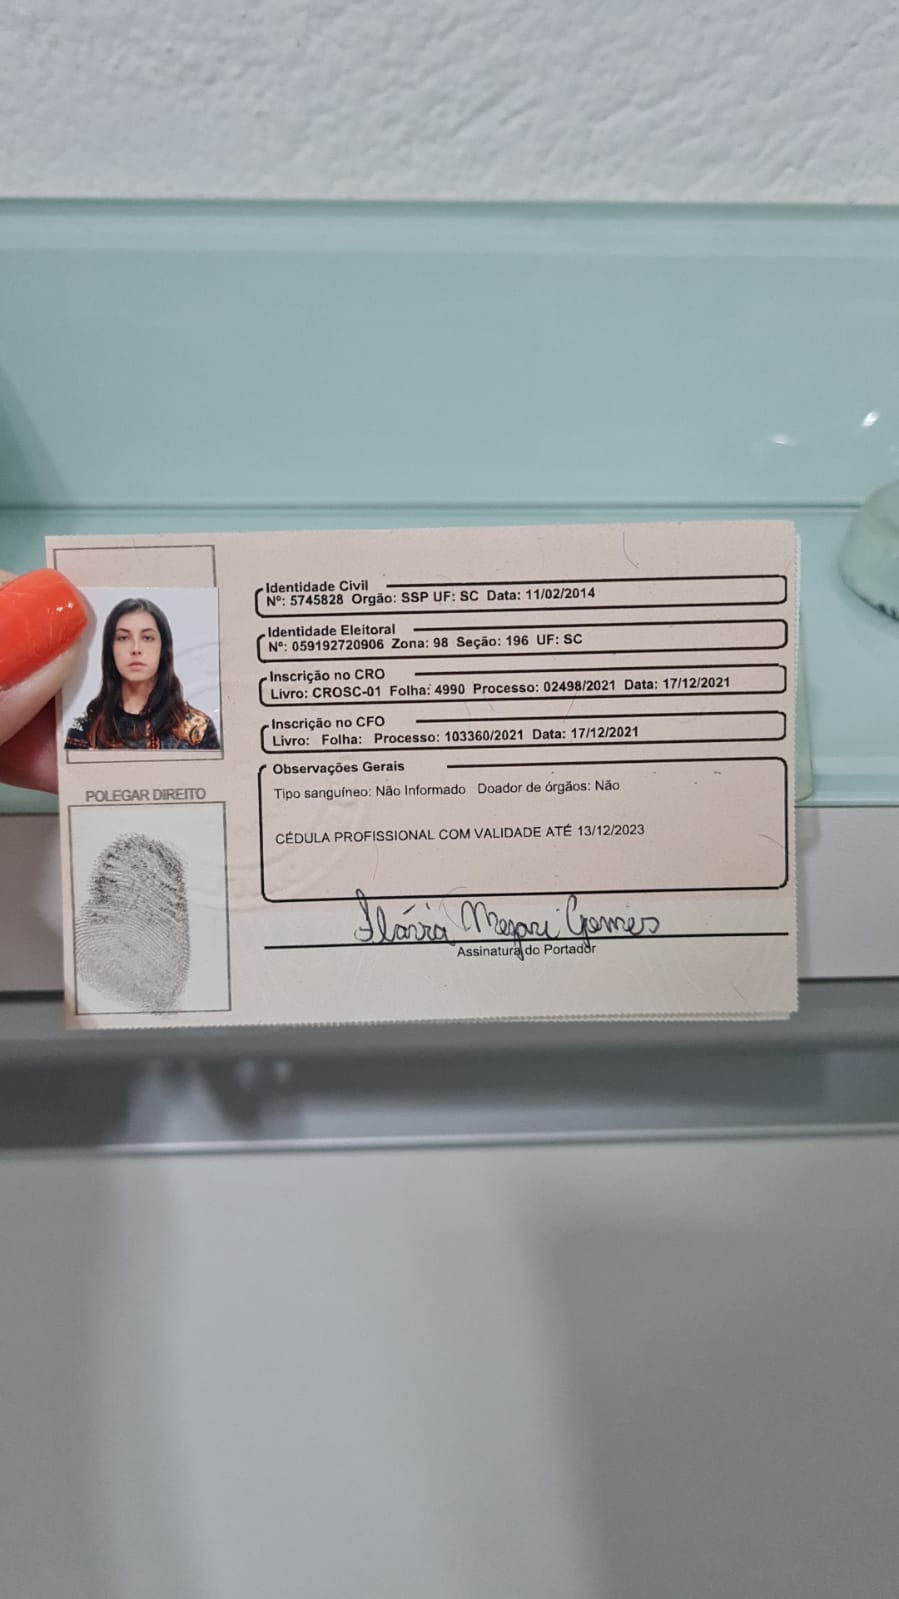 Identidade Civil
Nº: 5745828 Orgão: SSP UF: SC Data: 11/02/2014
Identidade Eleitoral
Nº: 059192720906 Zona: 98 Seção: 196 UF: SC
Inscrição no CRO
Livro: CROSC-01 Folha: 4990 Processo: 02498/2021 Data: 17/12/2021
Inscrição no CFO
Livro: Folha: Processo: 103360/2021 Data: 17/12/2021
Observações Gerais
Tipo sanguíneo: Não Informado Doador de órgãos: Não
CÉDULA PROFISSIONAL COM VALIDADE ATÉ 13/12/2023
POLEGAR DIREITO
Flávia Gomes
Assinatura do Portador